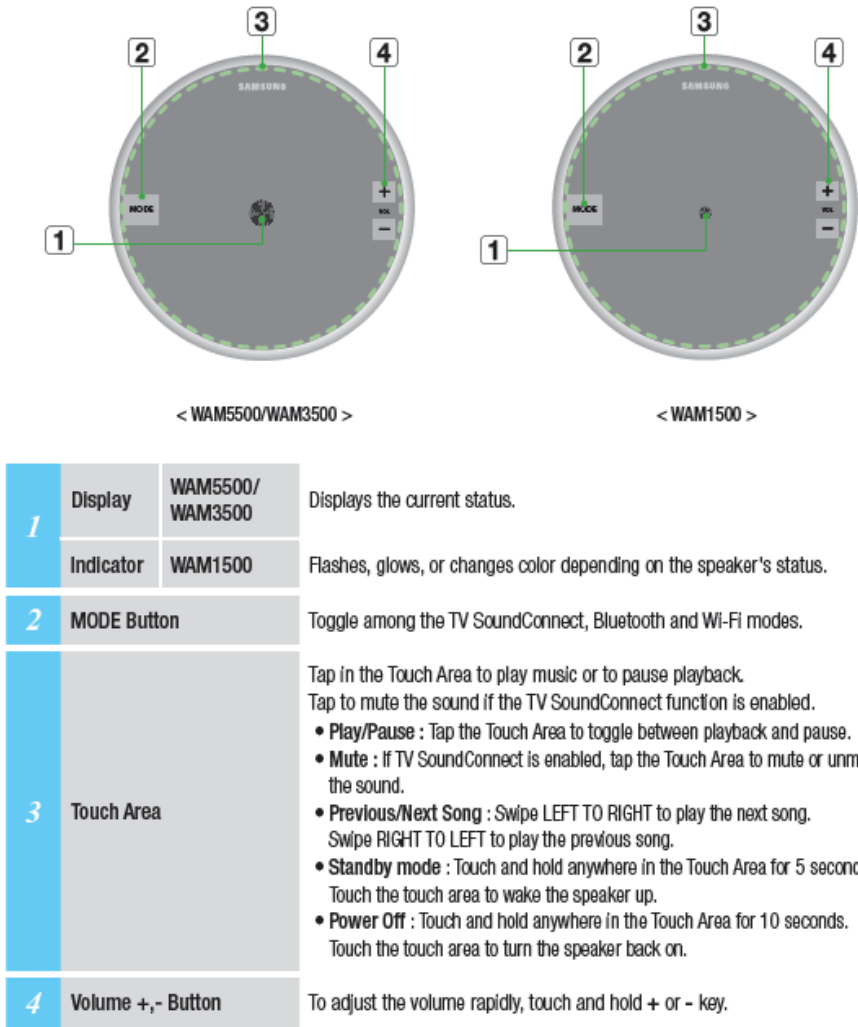 3 3
2 4 2 4
SAMSUNG SAMSUNG
MODE + VOL - MODE + VOL -
1 1
< WAM5500/WAM3500 > < WAM1500 >
1 Display WAM5500/
WAM3500 Displays the current status.
Indicator WAM1500 Flashes, glows, or changes color depending on the speaker's status.
2 MODE Button Toggle among the TV SoundConnect, Bluetooth and Wi-Fi modes.
Tap in the Touch Area to play music or to pause playback.
Tap to mute the sound if the TV SoundConnect function is enabled.
• Play/Pause : Tap the Touch Area to toggle between playback and pause.
• Mute : If TV SoundConnect is enabled, tap the Touch Area to mute or
the sound.
3 Touch Area
• Previous/Next Song : Swipe LEFT TO RIGHT to play the next song.
Swipe RIGHT TO LEFT to play the previous song.
• Standby mode : Touch and hold anywhere in the Touch Area for 5
Touch the touch area to wake the speaker up.
• Power Off : Touch and hold anywhere in the Touch Area for 10 seconds.
Touch the touch area to turn the speaker back on.
4 Volume +,- Button To adjust the volume rapidly, touch and hold + or - key.